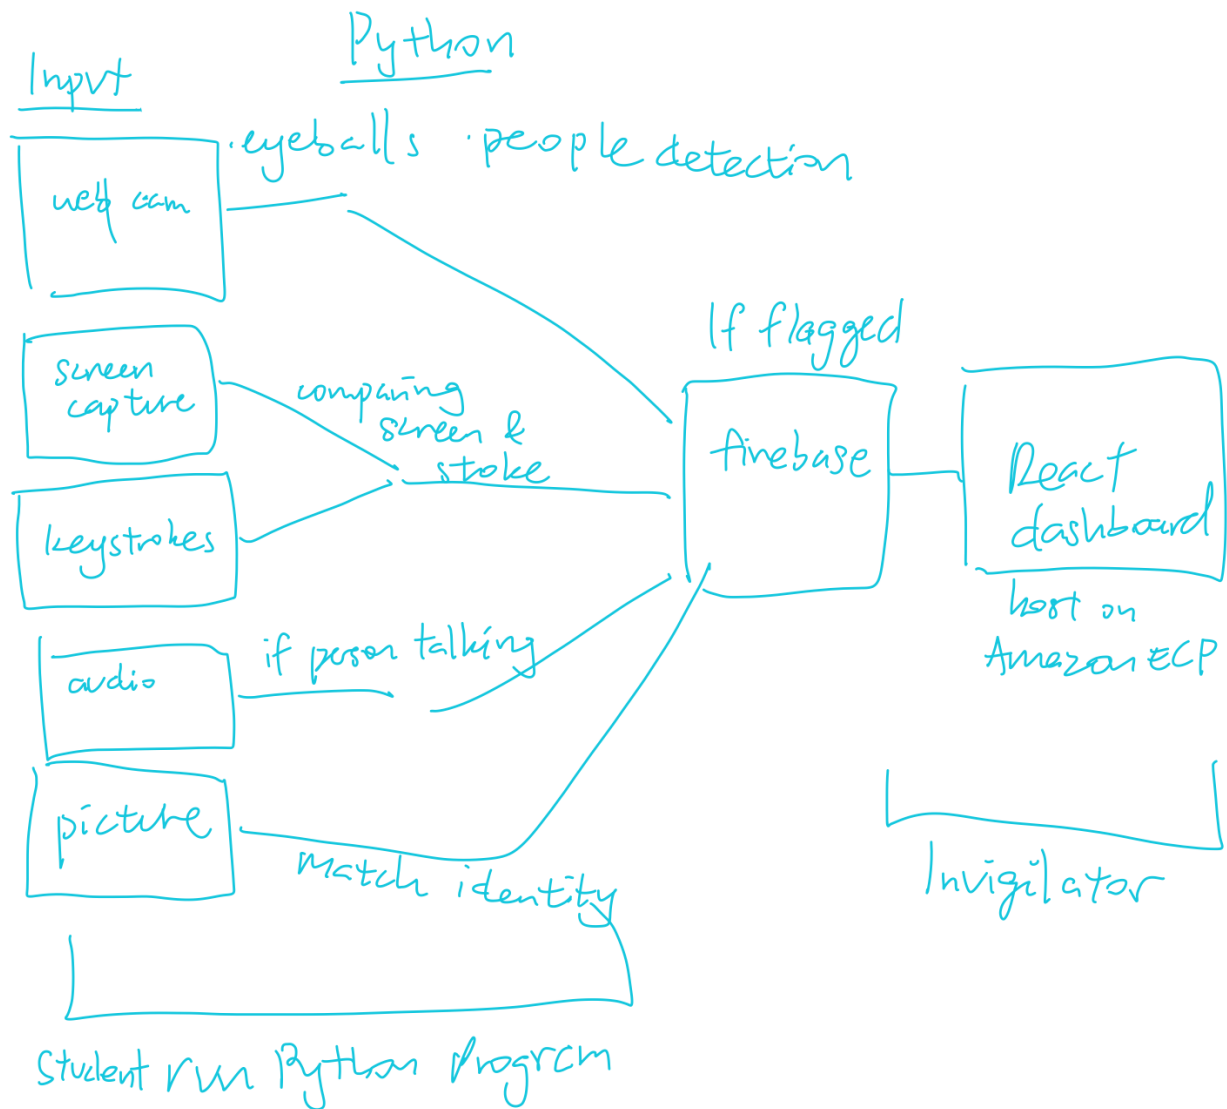 Python
Input
·eyeballs ·people detection
web cam
If flagged
screen
capture
comparing
screen &
stroke
firebase
React
dashboard
keystrokes
host on
Amazon ECP
if person talking
audio
picture
match identity
Invigilator
Student run Python Program